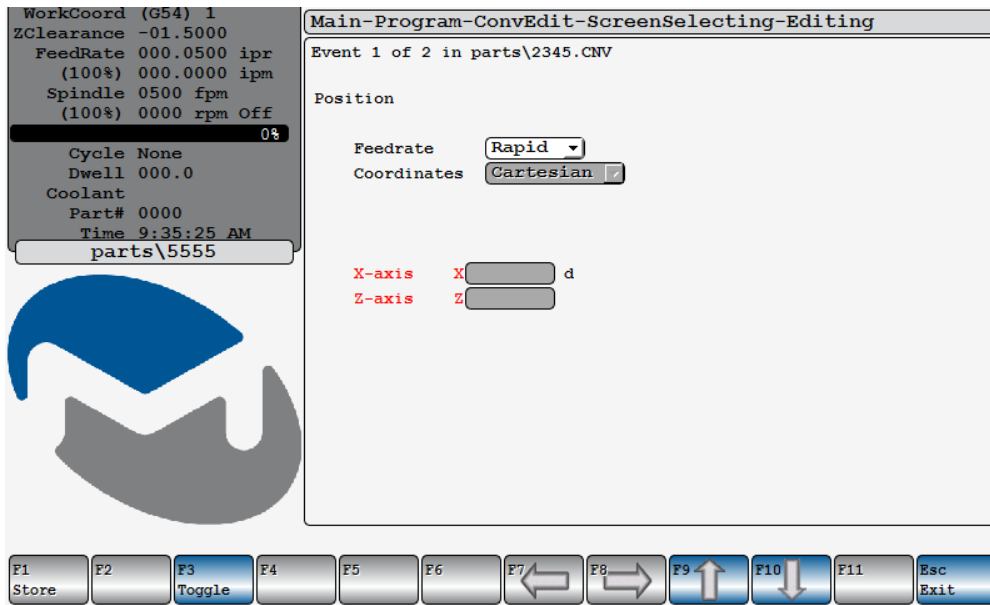 WorkCoord (G54) 1
ZClearance -01.5000
FeedRate 000.0500 ipr
(100%) 000.0000 ipm
Spindle 0500 fpm
(100%) 0000 rpm Off
0%
Cycle None
Dwell 000.0
Coolant
Part# 0000
Time 9:35:25 AM
parts\5555
Main-Program-ConvEdit-ScreenSelecting-Editing
Event 1 of 2 in parts\2345.CNV
Position
Feedrate Rapid
Coordinates Cartesian
X-axis X d
Z-axis Z
F1 Store
F2
F3 Toggle
F4
F5
F6
F7
F8
F9
F10
F11
Esc Exit